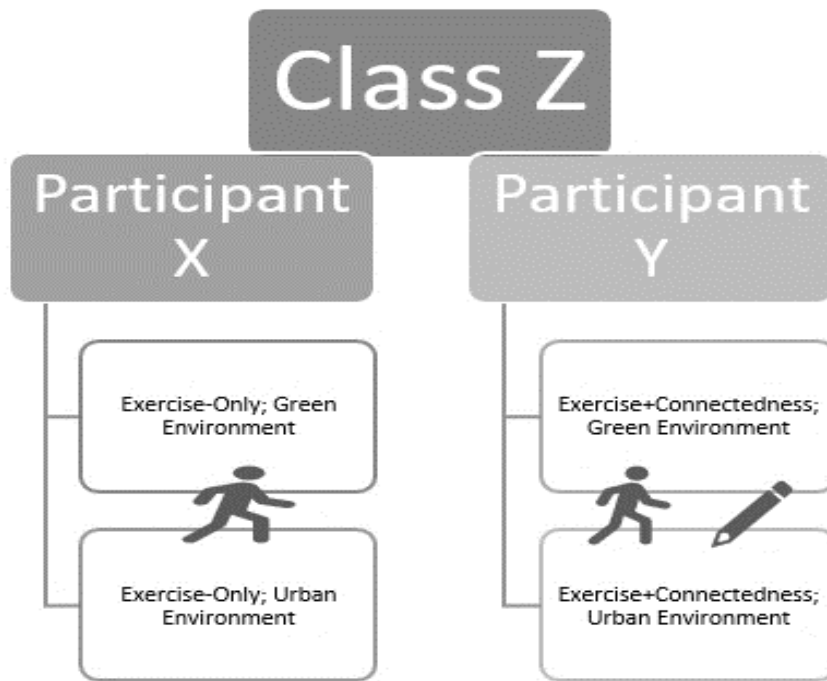 Class Z
Participant
X
Participant
Y
Exercise-Only; Green
Environment
Exercise-Only; Urban
Environment
Exercise+Connectedness;
Green Environment
Exercise+Connectedness;
Urban Environment